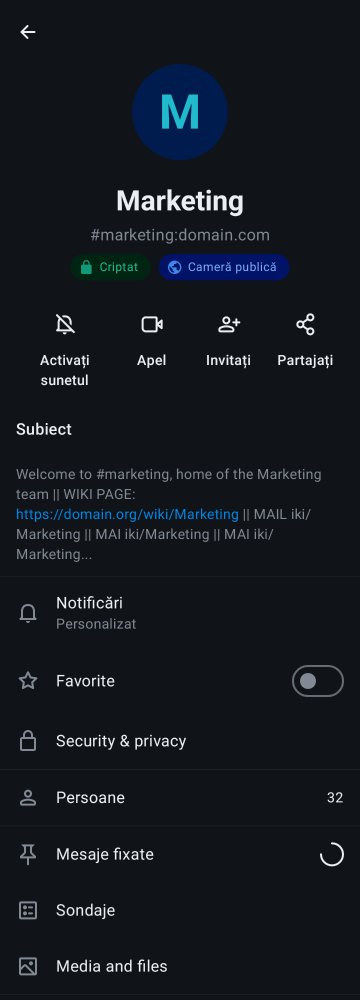 M
Marketing
#marketing:domain.com
Criptat
Cameră publică
Activați
sunetul
Apel
Invitați
Partajați
Subiect
Welcome to #marketing, home of the Marketing
team || WIKI PAGE:
https://domain.org/wiki/Marketing || MAIL iki/
Marketing || MAI iki/Marketing || MAI iki/
Marketing...
Notificări
Personalizat
Favorite
Security & privacy
Persoane 32
Mesaje fixate
Sondaje
Media and files